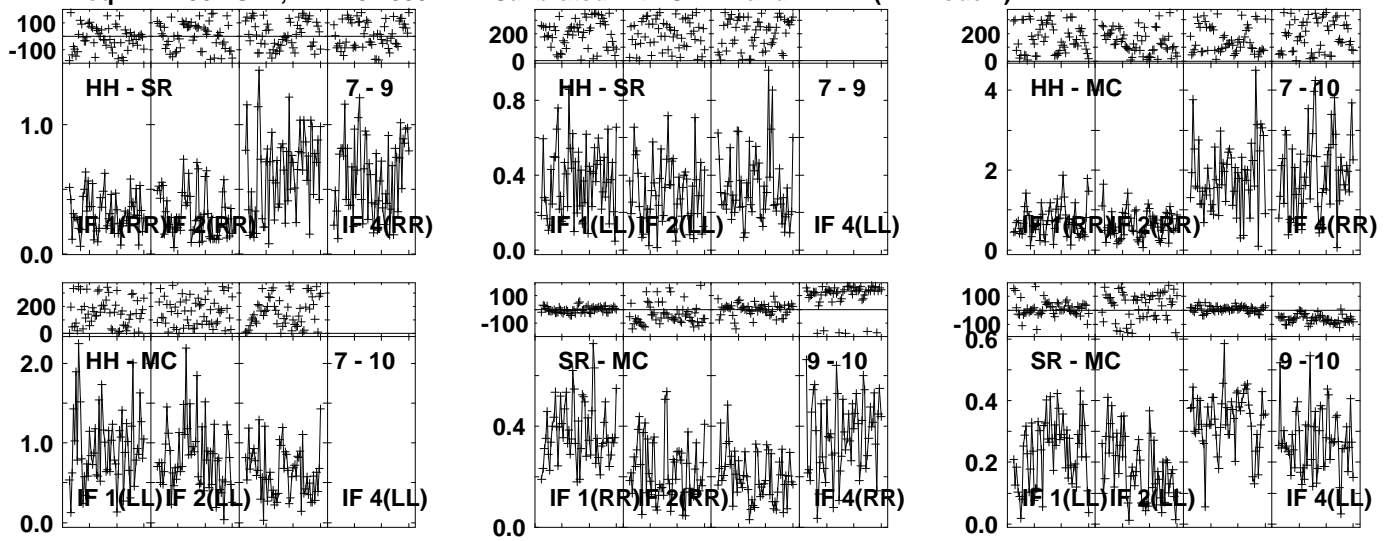 100
-100
HH - SR 7 - 9
1.0
IF 1(RR) IF 2(RR) IF 4(RR)
0.0
200
0
HH - SR 7 - 9
0.8
0.4
IF 1(LL) IF 2(LL) IF 4(LL)
0.0
200
0
HH - MC 7 - 10
4
2
IF 1(RR) IF 2(RR) IF 4(RR)
0
200
0
HH - MC 7 - 10
2.0
1.0
IF 1(LL) IF 2(LL) IF 4(LL)
0.0
100
-100
SR - MC 9 - 10
0.4
IF 1(RR) IF 2(RR) IF 4(RR)
0.0
100
-100
0.6
SR - MC 9 - 10
0.4
0.2
IF 1(LL) IF 2(LL) IF 4(LL)
0.0